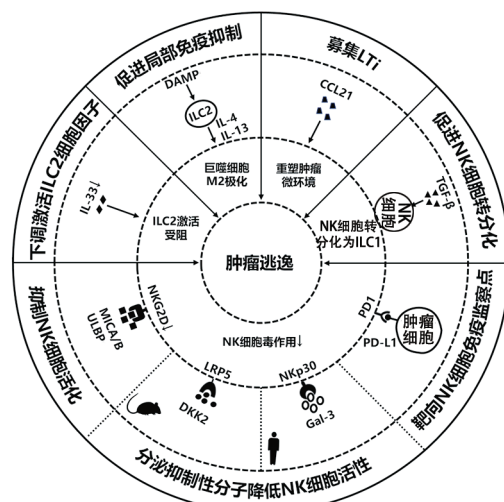 促进局部免疫抑制
募集LTi
促进NK细胞转分化
靶向NK细胞免疫监察点
分泌抑制性分子降低NK细胞活性
抑制NK细胞活化
下调激活ILC2细胞因子
DAMP
ILC2
IL-4
IL-13
巨噬细胞
M2极化
CCL21
重塑肿瘤
微环境
TGF-β
NK
细胞
NK细胞转
分化为ILC1
IL-33↓
ILC2激活
受阻
肿瘤逃逸
PD1
PD-L1
肿瘤
细胞
NKG2D↓
MICA/B
ULBP
NK细胞毒作用↓
LRP5
DKK2
NKp30
Gal-3